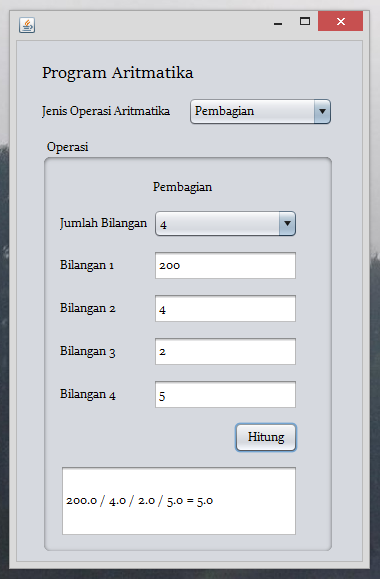 Program Aritmatika
Jenis Operasi Aritmatika Pembagian
Operasi
Pembagian
Jumlah Bilangan 4
Bilangan 1 200
Bilangan 2 4
Bilangan 3 2
Bilangan 4 5
Hitung
200.0 / 4.0 / 2.0 / 5.0 = 5.0